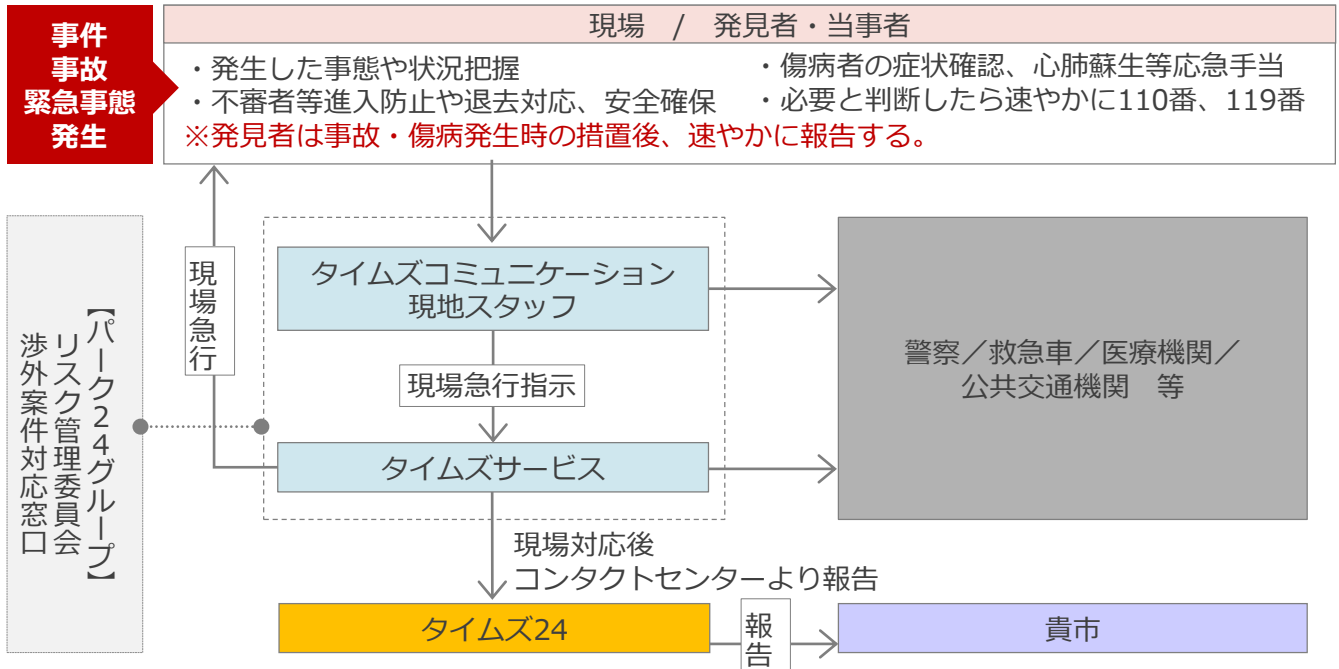 事件
事故
緊急事態
発生
現場　/　発見者・当事者
・発生した事態や状況把握
・傷病者の症状確認、心肺蘇生等応急手当
・不審者等進入防止や退去対応、安全確保
・必要と判断したら速やかに110番、119番
※発見者は事故・傷病発生時の措置後、速やかに報告する。
【パーク24グループ】
リスク管理委員会
渉外案件対応窓口
現場急行
タイムズコミュニケーション
現地スタッフ
現場急行指示
タイムズサービス
警察／救急車／医療機関／
公共交通機関　等
現場対応後
コンタクトセンターより報告
タイムズ24
報告
貴市